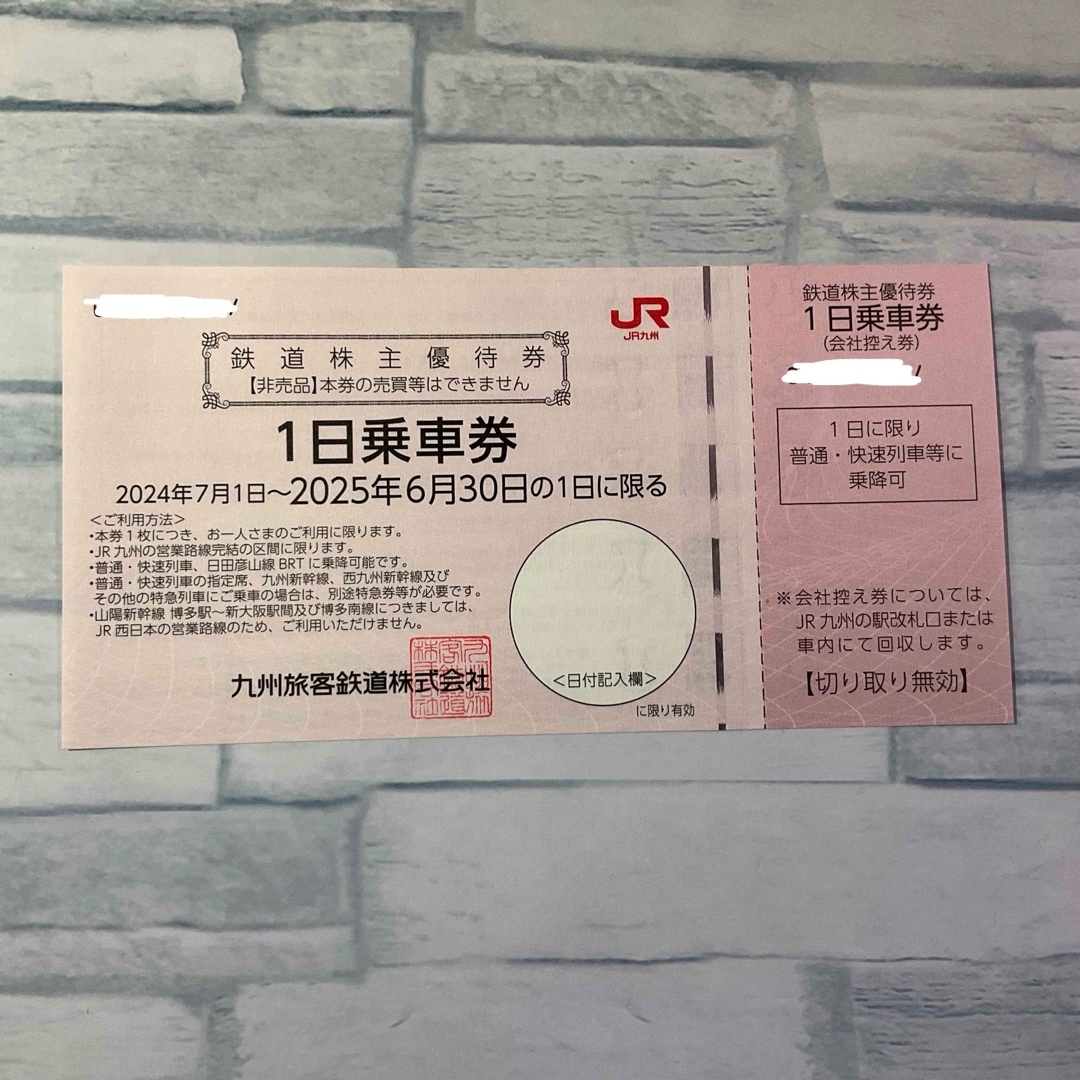 JR
JR九州
鉄道株主優待券
【非売品】本券の売買等はできません
1日乗車券
2024年7月1日～2025年6月30日の1日に限る
＜ご利用方法＞
・本券1枚につき、お一人さまのご利用に限ります。
・JR九州の営業路線完結の区間に限ります。
・普通・快速列車、日田彦山線BRTに乗降可能です。
・普通・快速列車の指定席、九州新幹線、西九州新幹線及び
その他の特急列車にご乗車の場合は、別途特急券等が必要です。
・山陽新幹線 博多駅～新大阪駅間及び博多南線につきましては、
JR西日本の営業路線のため、ご利用いただけません。
九州旅客鉄道株式会社
＜日付記入欄＞
に限り有効
鉄道株主優待券
1日乗車券
(会社控え券)
1日に限り
普通・快速列車等に
乗降可
※会社控え券については、
JR九州の駅改札口または
車内にて回収します。
【切り取り無効】